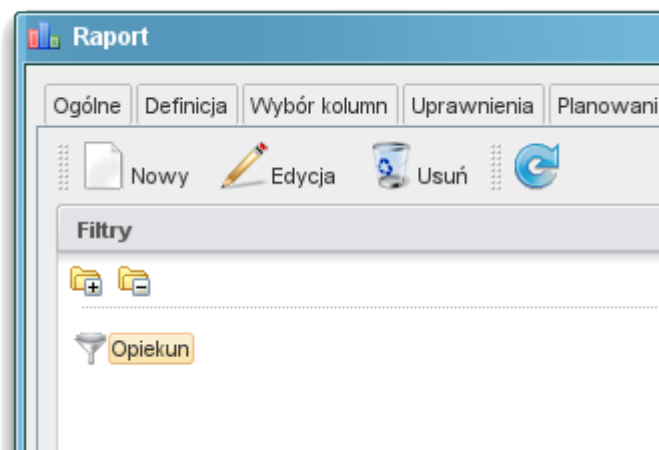 Raport
Ogólne Definicja Wybór kolumn Uprawnienia Planowani
Nowy Edycja Usuń
Filtry
Opiekun